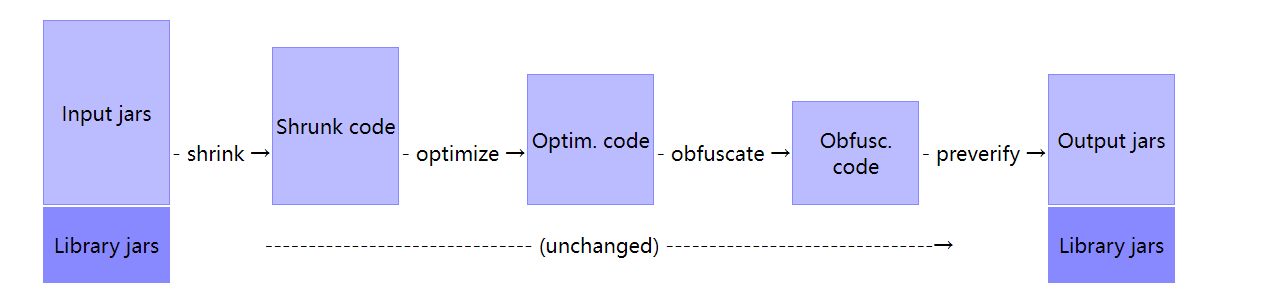 Input jars
- shrink →
Shrunk code
- optimize →
Optim. code
- obfuscate →
Obfusc.
code
- preverify →
Output jars
Library jars
------------------------------- (unchanged) -------------------------------→
Library jars